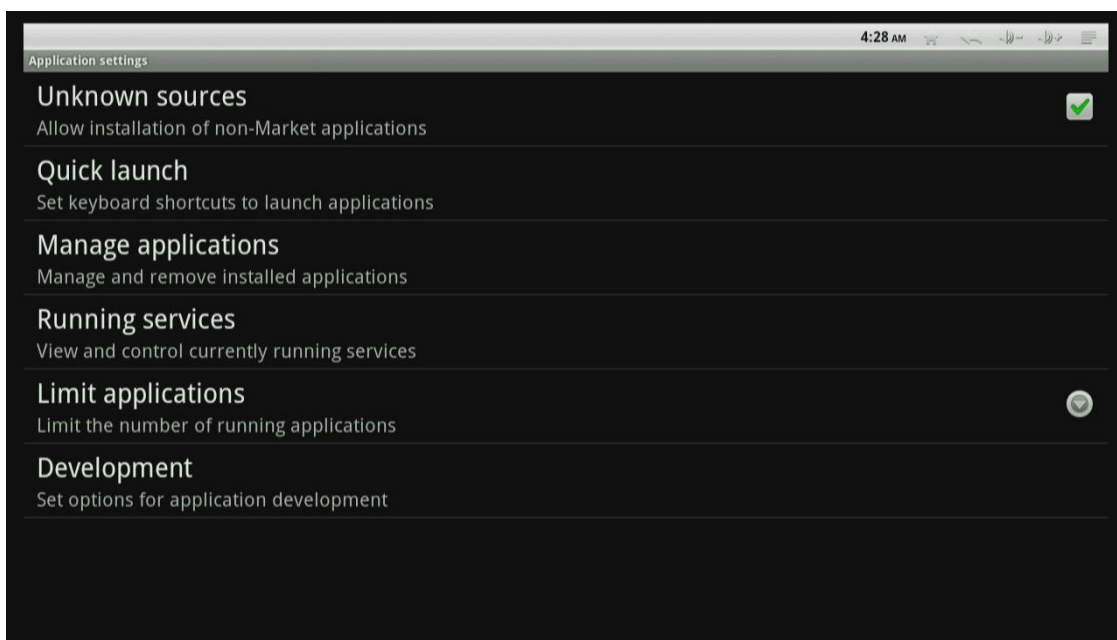 4:28 AM
Application settings
Unknown sources
Allow installation of non-Market applications
Quick launch
Set keyboard shortcuts to launch applications
Manage applications
Manage and remove installed applications
Running services
View and control currently running services
Limit applications
Limit the number of running applications
Development
Set options for application development